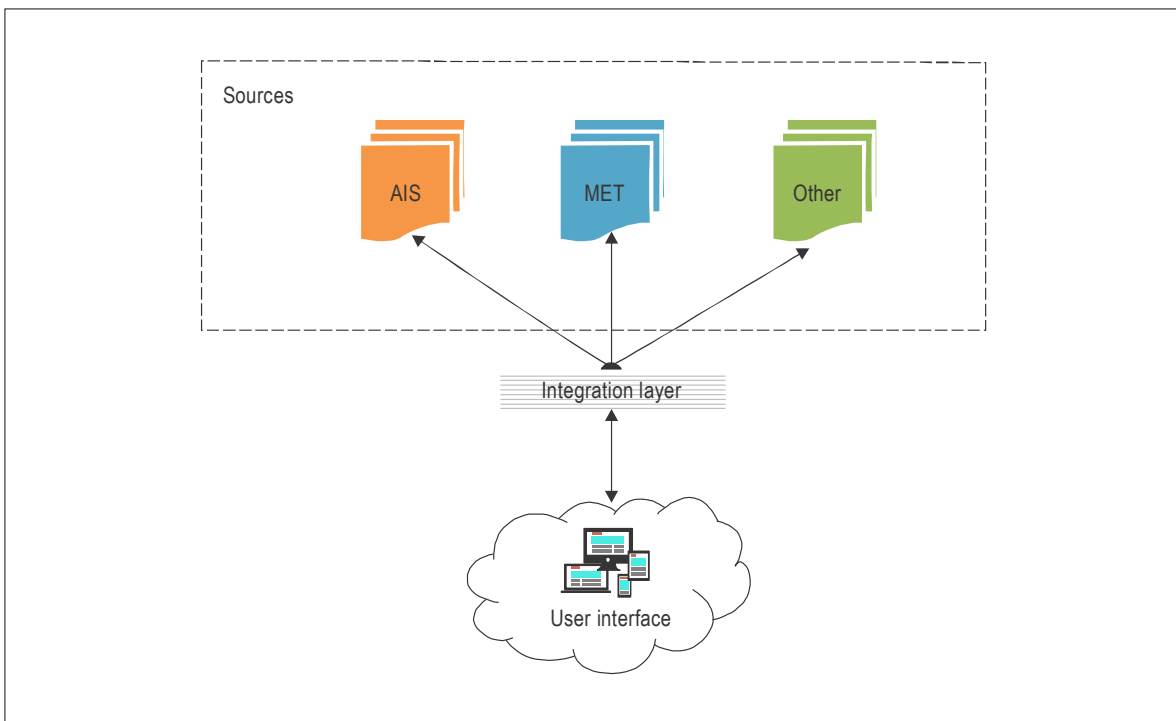 Sources
AIS
MET
Other
Integration layer
User interface